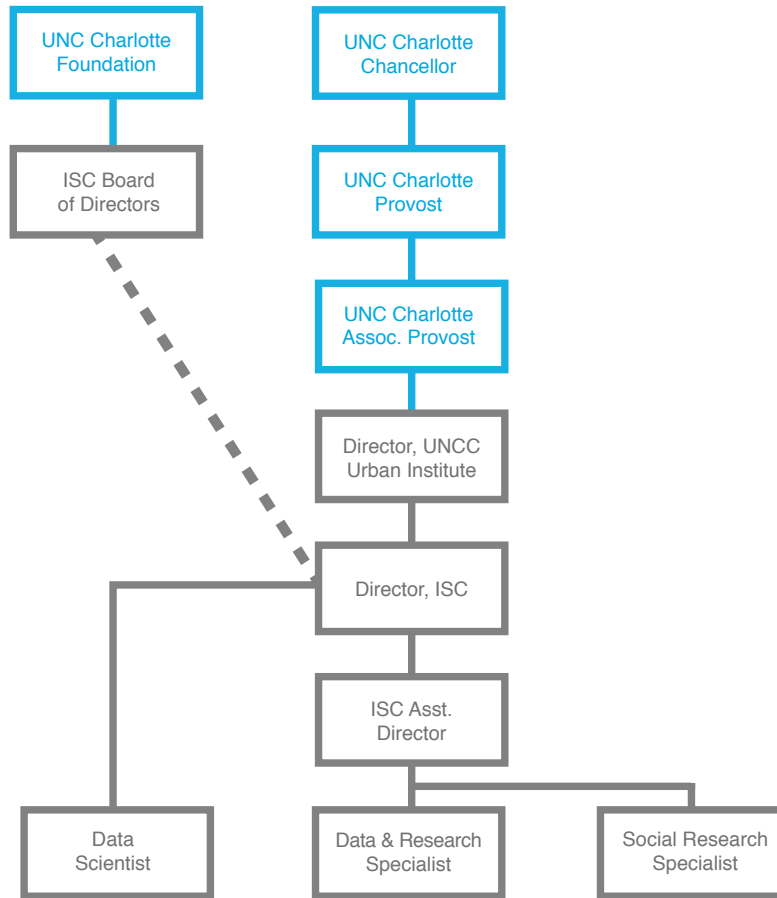 UNC Charlotte
Foundation
UNC Charlotte
Chancellor
ISC Board
of Directors
UNC Charlotte
Provost
UNC Charlotte
Assoc. Provost
Director, UNCC
Urban Institute
Director, ISC
ISC Asst.
Director
Data
Scientist
Data & Research
Specialist
Social Research
Specialist